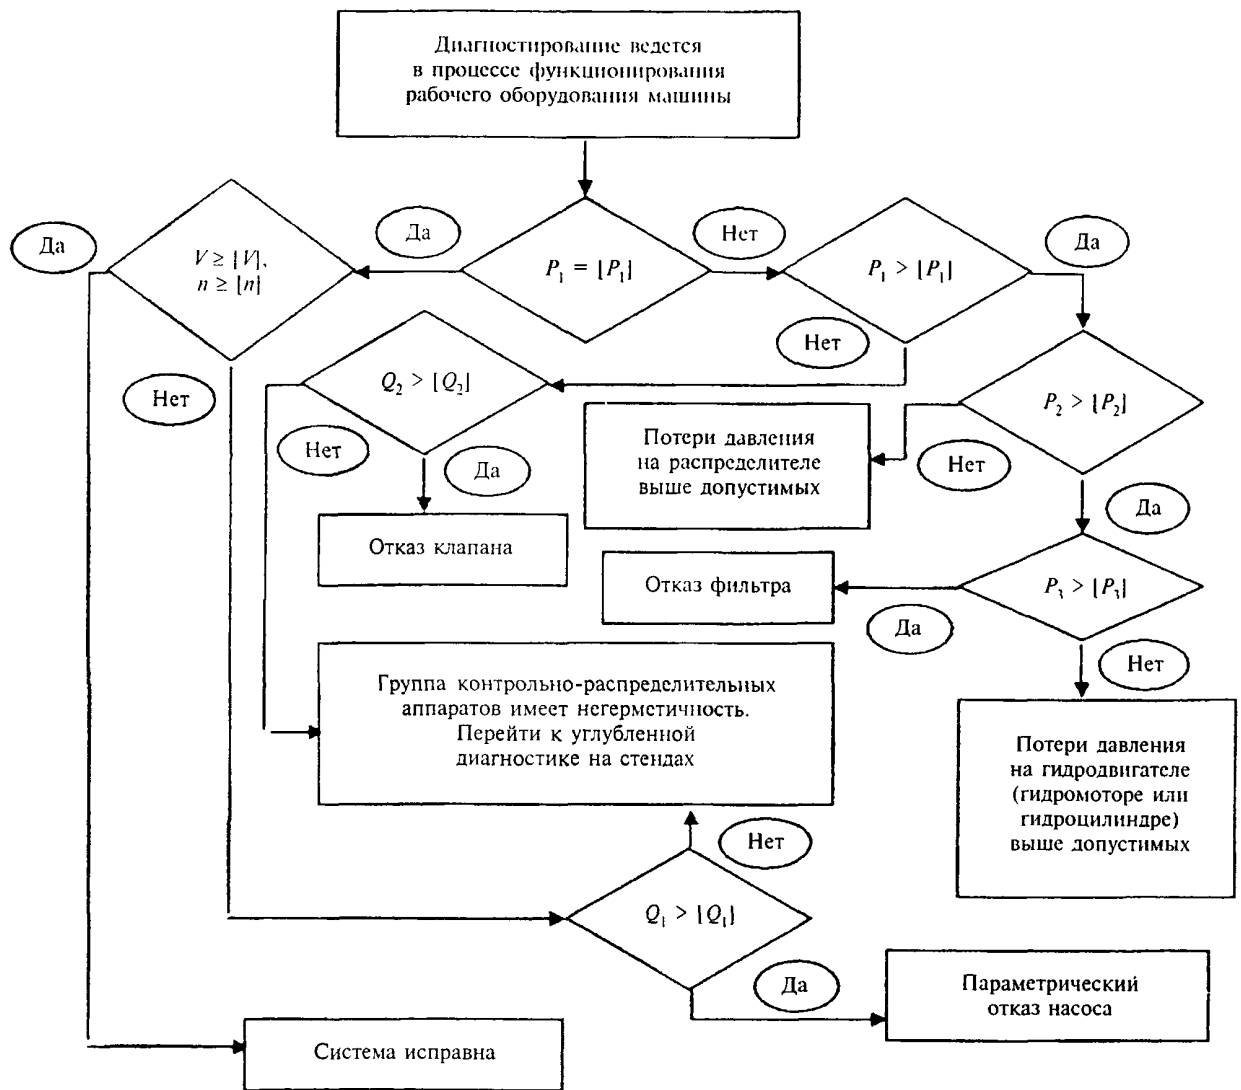 Диагностирование ведется
в процессе функционирования
рабочего оборудования машины
Да
V ≥ [V],
n ≥ [n]
Да
P₁ = [P₁]
Нет
P₁ > [P₁]
Да
Нет
Q₂ > [Q₂]
Нет
Нет
Да
Отказ клапана
Потери давления
на распределителе
выше допустимых
Нет
P₂ > [P₂]
Да
Отказ фильтра
Да
P₃ > [P₃]
Нет
Группа контрольно-распределительных
аппаратов имеет негерметичность.
Перейти к углубленной
диагностике на стендах
Потери давления
на гидродвигателе
(гидромоторе или
гидроцилиндре)
выше допустимых
Нет
Q₁ > [Q₁]
Да
Параметрический
отказ насоса
Система исправна